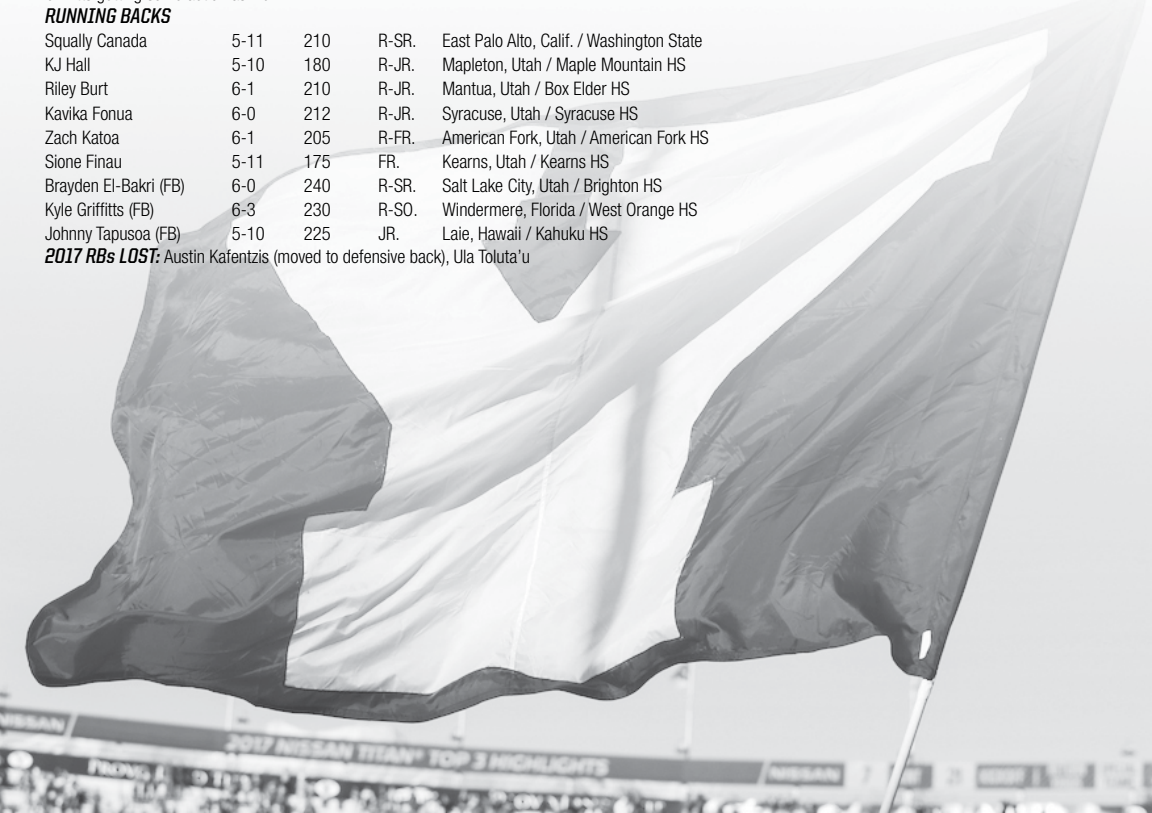 RUNNING BACKS
Squally Canada 5-11 210 R-SR. East Palo Alto, Calif. / Washington State
KJ Hall 5-10 180 R-JR. Mapleton, Utah / Maple Mountain HS
Riley Burt 6-1 210 R-JR. Mantua, Utah / Box Elder HS
Kavika Fonua 6-0 212 R-JR. Syracuse, Utah / Syracuse HS
Zach Katoa 6-1 205 R-FR. American Fork, Utah / American Fork HS
Sione Finau 5-11 175 FR. Kearns, Utah / Kearns HS
Brayden El-Bakri (FB) 6-0 240 R-SR. Salt Lake City, Utah / Brighton HS
Kyle Griffitts (FB) 6-3 230 R-SO. Windermere, Florida / West Orange HS
Johnny Tapusoa (FB) 5-10 225 JR. Laie, Hawaii / Kahuku HS
2017 RBs LOST: Austin Kafentzis (moved to defensive back), Ula Tolutaʼu
NISSAN 2017 NISSAN TITAN® TOP 3 HIGHLIGHTS NISSAN